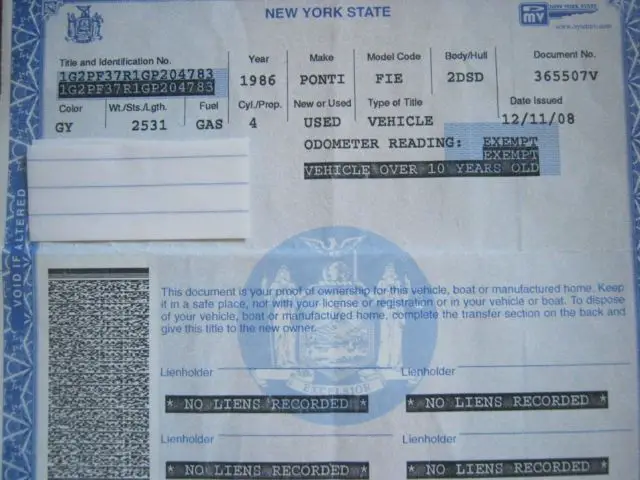 NEW YORK STATE
NEW YORK STATE
DMV
Title and Identification No. Year Make Model Code Body/Hull Document No.
1G2PF37R1GP204783 1986 PONTI FIE 2DSD 365507V
1G2PF37R1GP204783
Color Wt./Sts./Lgth. Fuel Cyl./Prop. New or Used Type of Title Date Issued
GY 2531 GAS 4 USED VEHICLE 12/11/08
ODOMETER READING: EXEMPT
EXEMPT
VEHICLE OVER 10 YEARS OLD
VOID IF ALTERED
This document is your proof of ownership for this vehicle, boat or manufactured home. Keep
it in a safe place, not with your license or registration or in your vehicle or boat. To dispose
of your vehicle, boat or manufactured home, complete the transfer section on the back and
give this title to the new owner.
EXCELSIOR
Lienholder Lienholder
* NO LIENS RECORDED * * NO LIENS RECORDED *
Lienholder Lienholder
* NO LIENS RECORDED * * NO LIENS RECORDED *